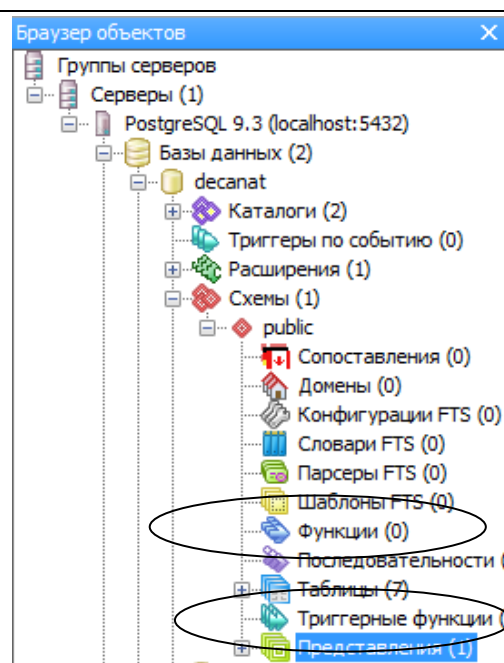 Браузер объектов
Группы серверов
Серверы (1)
PostgreSQL 9.3 (localhost:5432)
Базы данных (2)
decanat
Каталоги (2)
Триггеры по событию (0)
Расширения (1)
Схемы (1)
public
Сопоставления (0)
Домены (0)
Конфигурации FTS (0)
Словари FTS (0)
Парсеры FTS (0)
Шаблоны FTS (0)
Функции (0)
Последовательности (
Таблицы (7)
Триггерные функции (
Представления (1)